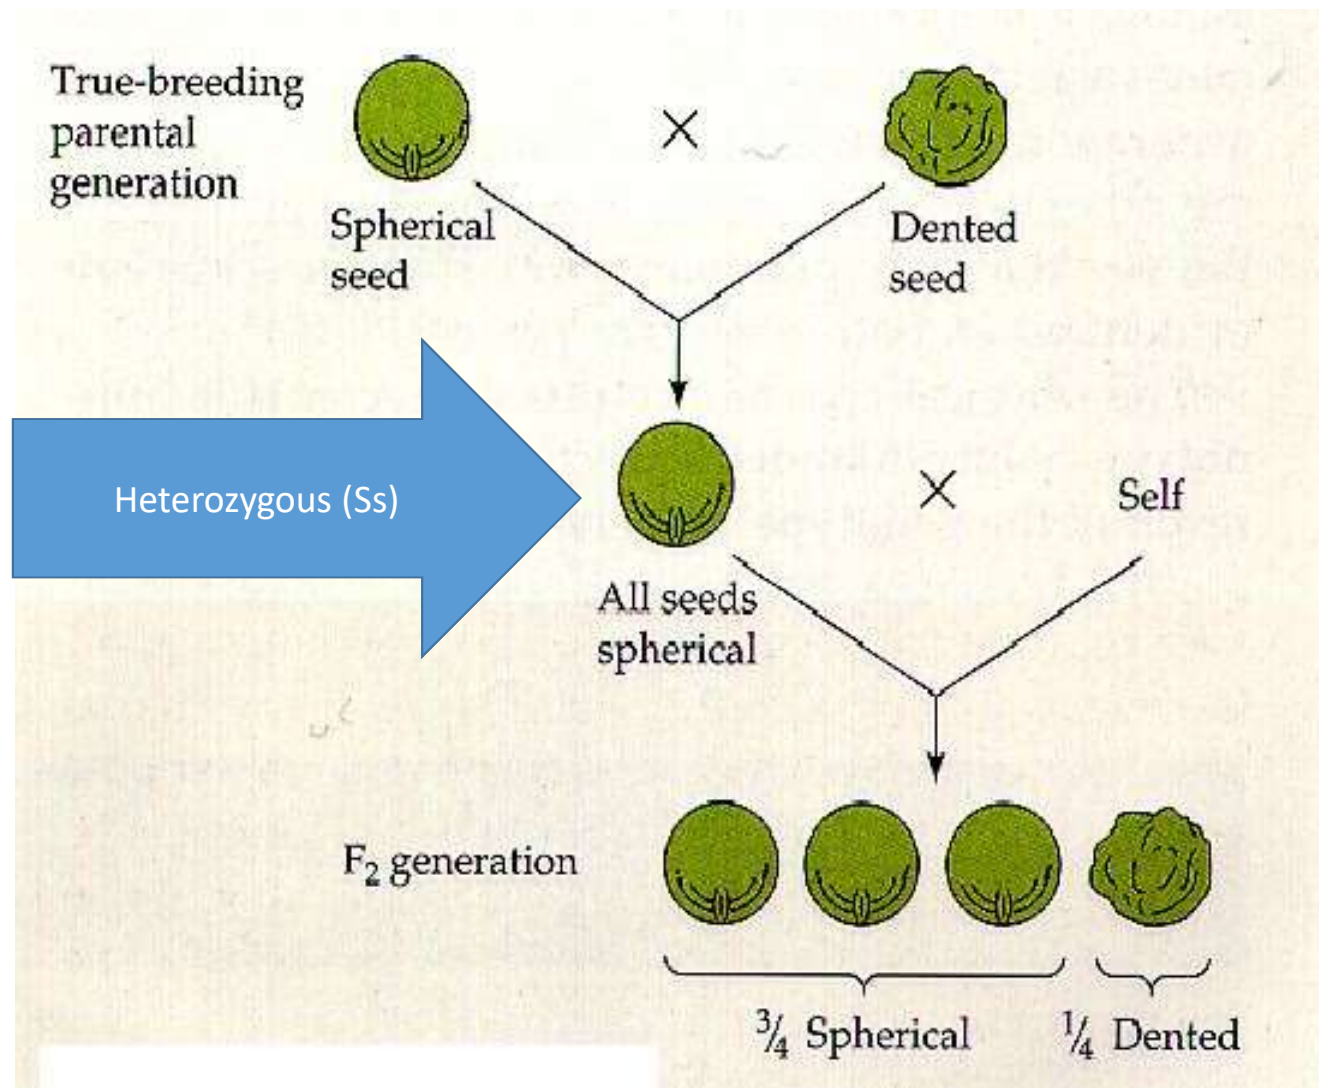 True-breeding
parental
generation
×
Spherical
seed
Dented
seed
Heterozygous (Ss)
×
Self
All seeds
spherical
F₂ generation
¾ Spherical
¼ Dented